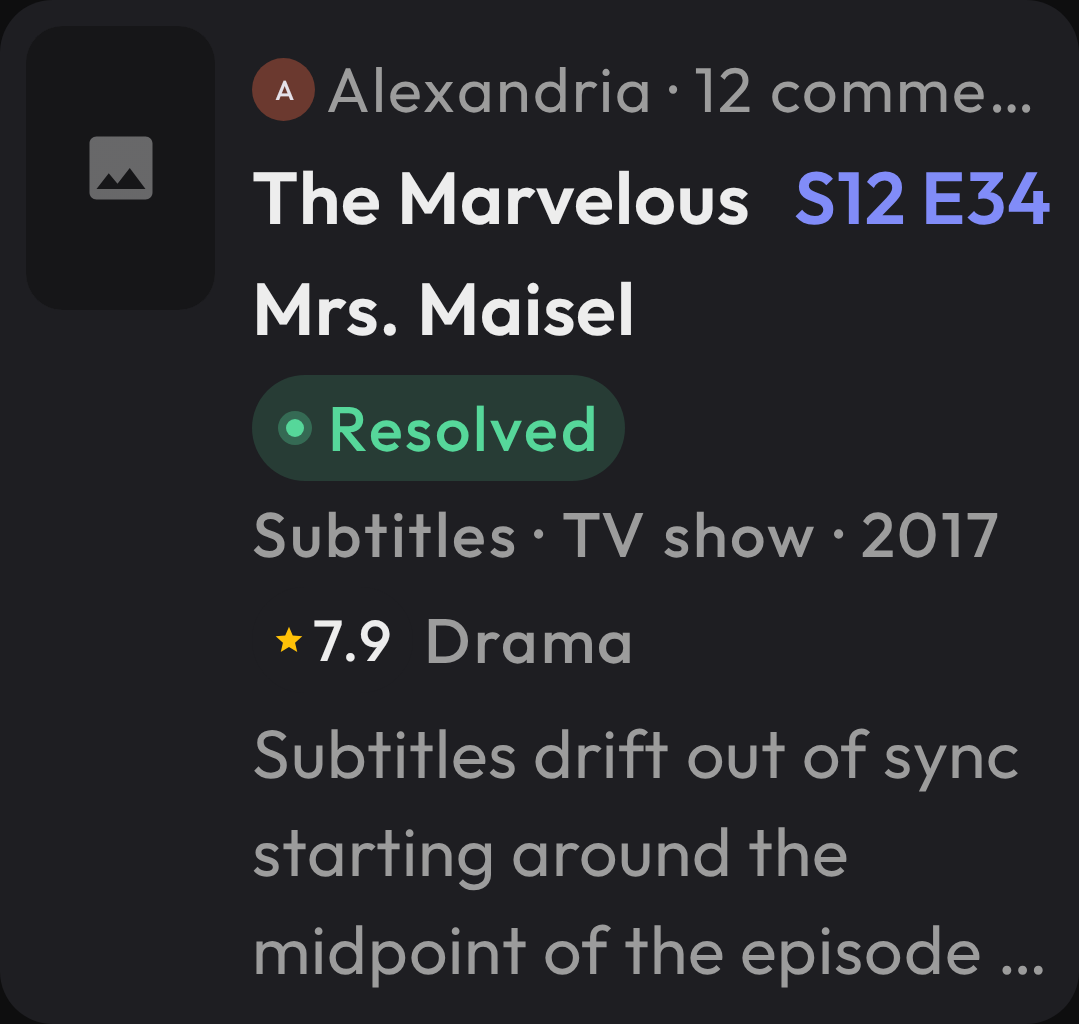 A Alexandria · 12 comme...
The Marvelous S12 E34
Mrs. Maisel
Resolved
Subtitles · TV show · 2017
7.9 Drama
Subtitles drift out of sync
starting around the
midpoint of the episode ...